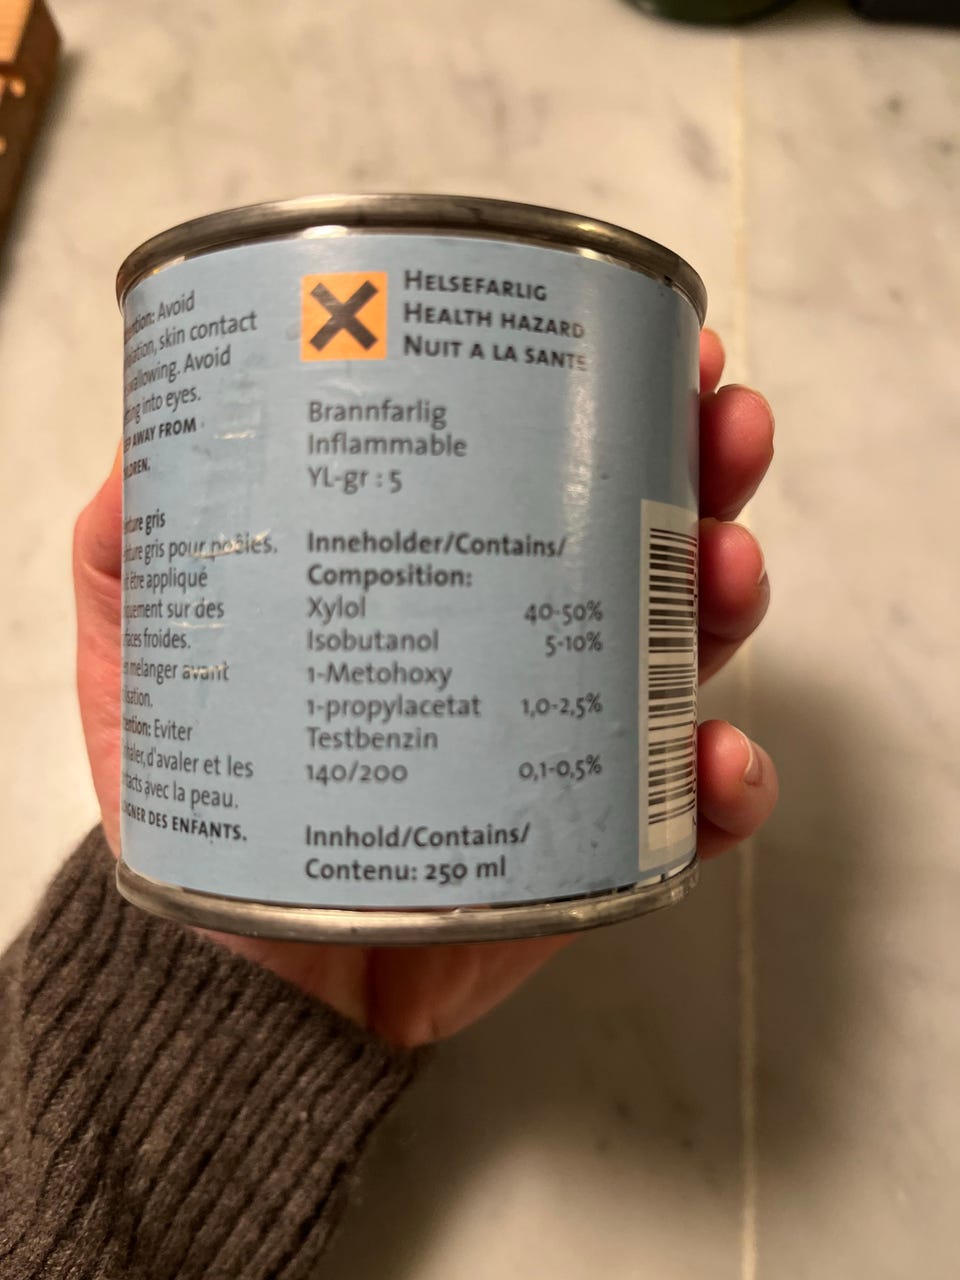 Avoid
skin contact
Avoid
into eyes.
AWAY FROM
gris
gris pour poêles.
être appliqué
sur des
froides.
melanger avant
Eviter
d'avaler et les
avec la peau.
DES ENFANTS.
HELSEFARLIG
HEALTH HAZARD
NUIT A LA SANTE
Brannfarlig
Inflammable
YL-gr : 5
Inneholder/Contains/
Composition:
Xylol 40-50%
Isobutanol 5-10%
1-Metohoxy
1-propylacetat 1,0-2,5%
Testbenzin
140/200 0,1-0,5%
Innhold/Contains/
Contenu: 250 ml